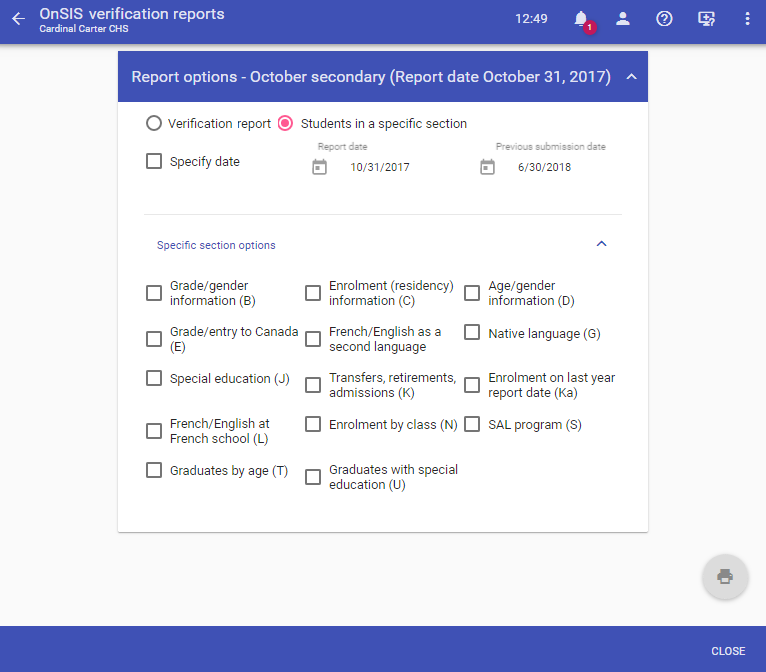 OnSIS verification reports
Cardinal Carter CHS
12:49
1
Report options - October secondary (Report date October 31, 2017)
Verification report
Students in a specific section
Specify date
Report date
10/31/2017
Previous submission date
6/30/2018
Specific section options
Grade/gender
information (B)
Enrolment (residency)
information (C)
Age/gender
information (D)
Grade/entry to Canada
(E)
French/English as a
second language
Native language (G)
Special education (J)
Transfers, retirements,
admissions (K)
Enrolment on last year
report date (Ka)
French/English at
French school (L)
Enrolment by class (N)
SAL program (S)
Graduates by age (T)
Graduates with special
education (U)
CLOSE